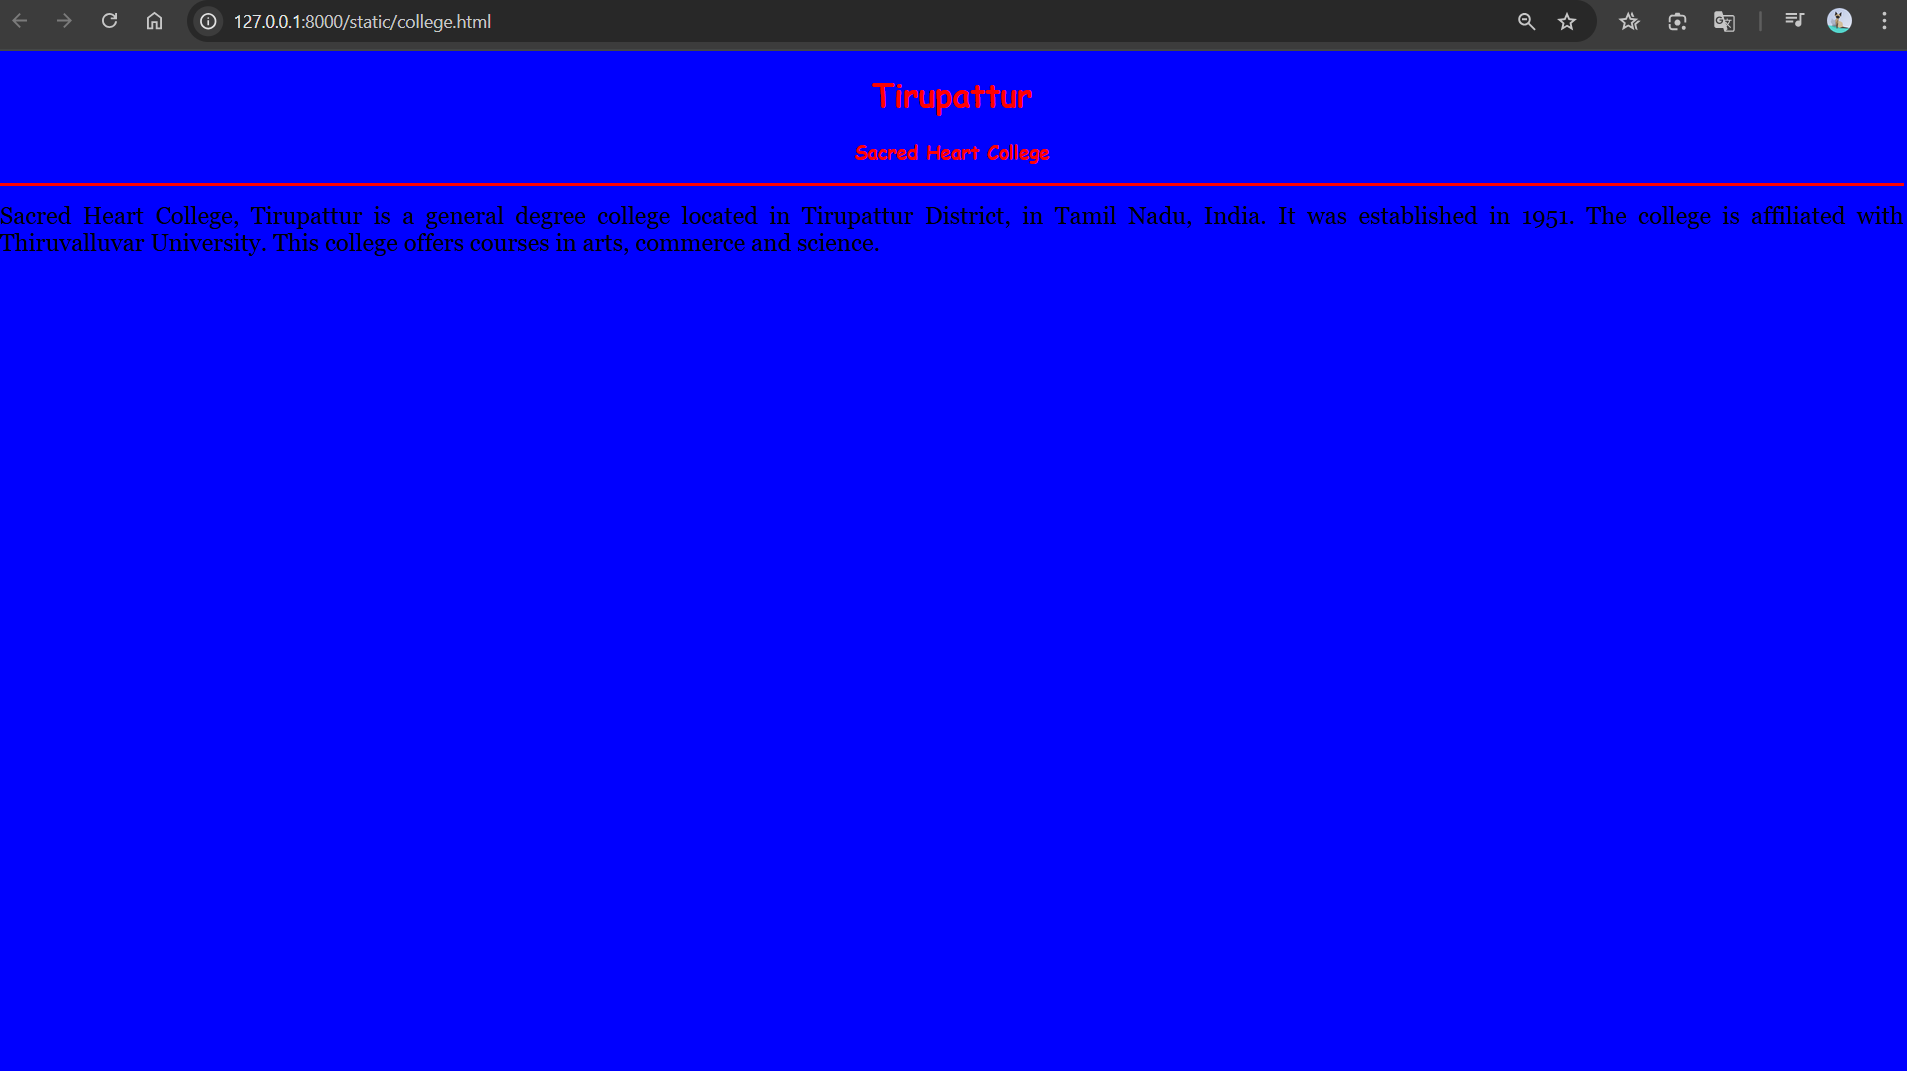 127.0.0.1:8000/static/college.html
Tirupattur
Sacred Heart College
Sacred Heart College, Tirupattur is a general degree college located in Tirupattur District, in Tamil Nadu, India. It was established in 1951. The college is affiliated with
Thiruvalluvar University. This college offers courses in arts, commerce and science.